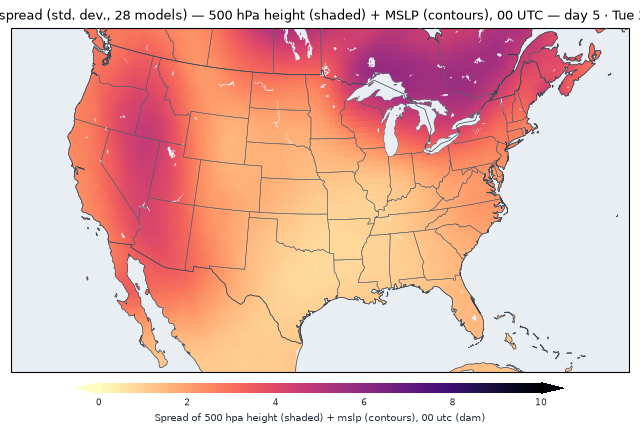 spread (std. dev., 28 models) — 500 hPa height (shaded) + MSLP (contours), 00 UTC — day 5 · Tue
0 2 4 6 8 10
Spread of 500 hpa height (shaded) + mslp (contours), 00 utc (dam)